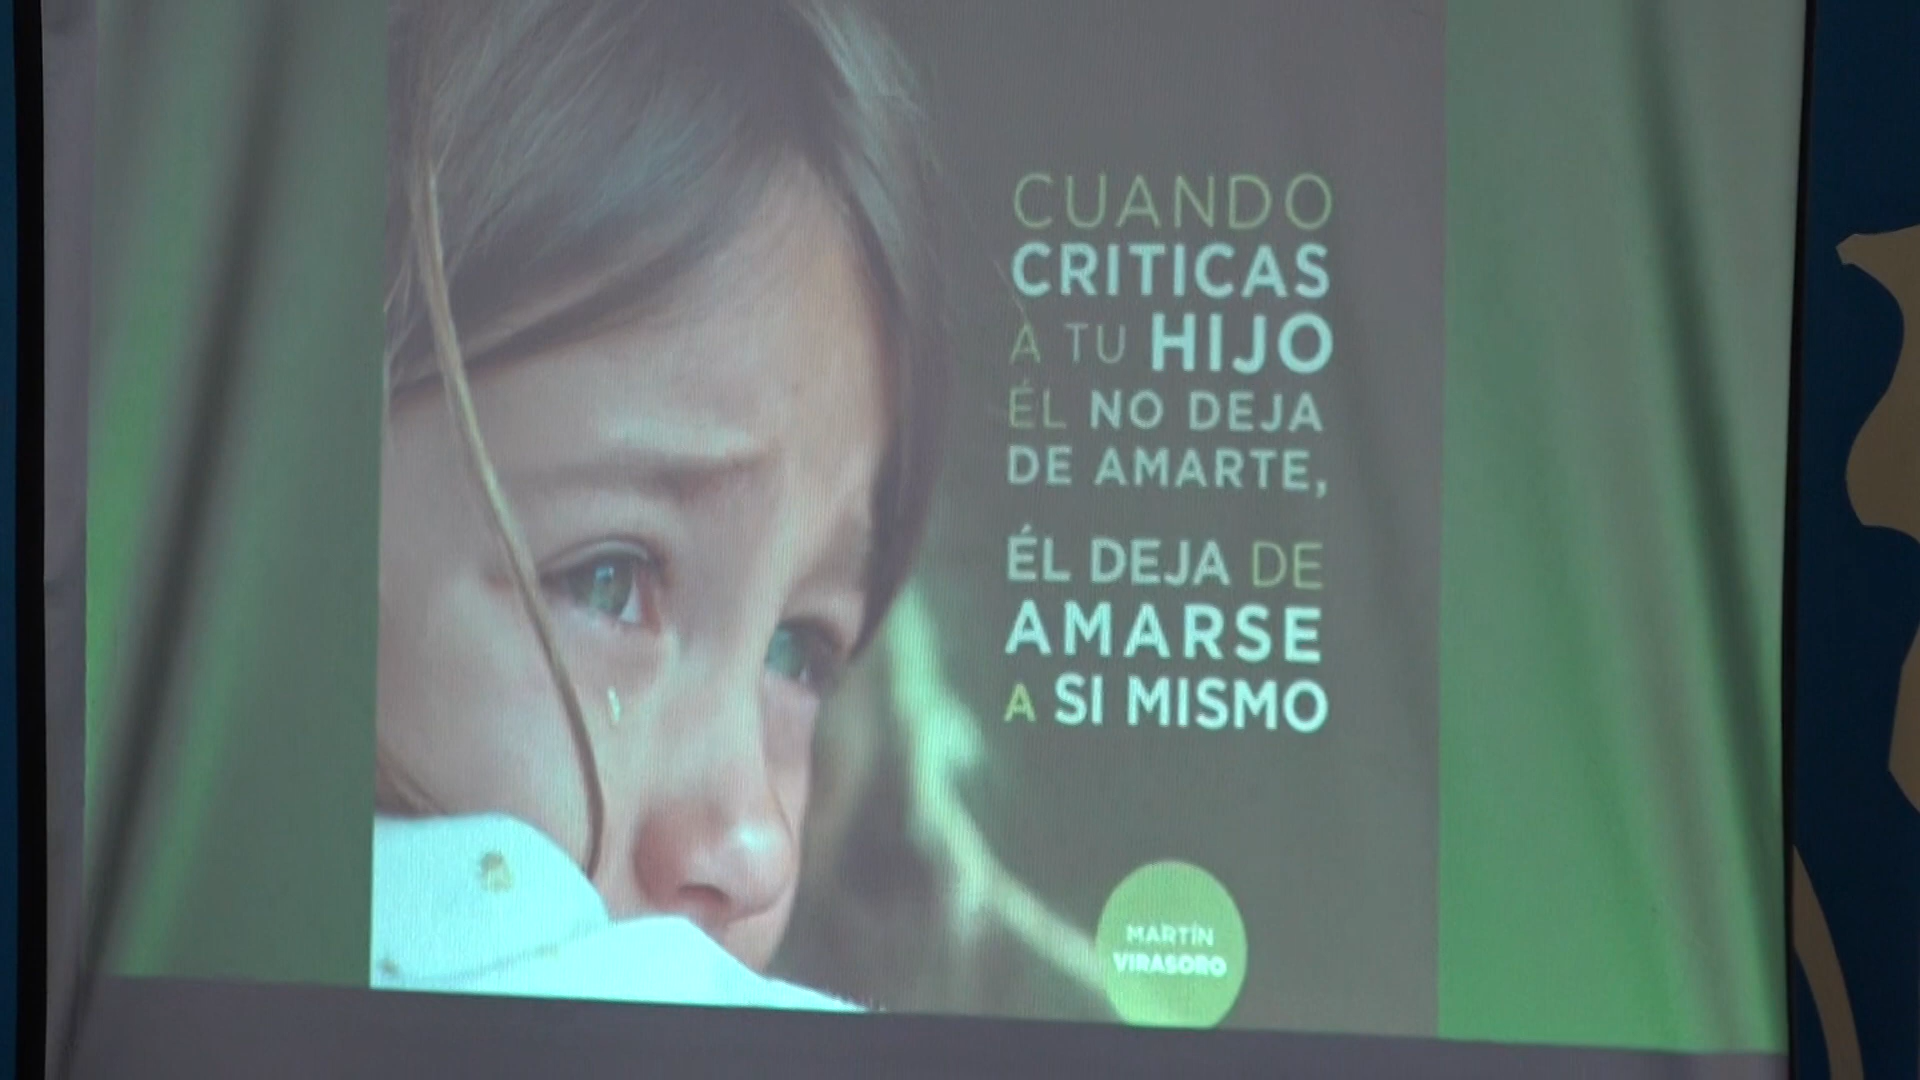 CUANDO
CRITICAS
A TU HIJO
ÉL NO DEJA
DE AMARTE,
ÉL DEJA DE
AMARSE
A SI MISMO
MARTÍN
VIRASORO